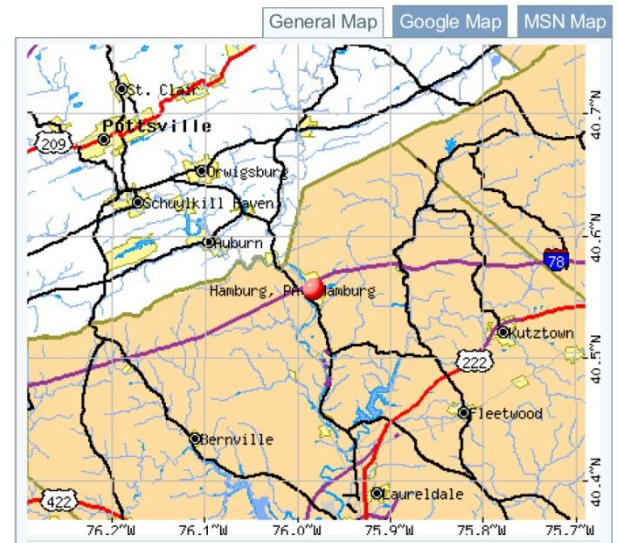 General Map Google Map MSN Map
St. Clair
Pottsville
209
40.7°N
Orwigsburg
Schuylkill Haven
Auburn
40.6°N
78
Hamburg, PA Hamburg
Kutztown
222
40.5°N
Fleetwood
Bernville
422
Laureldale
40.4°N
76.2°W 76.1°W 76.0°W 75.9°W 75.8°W 75.7°W